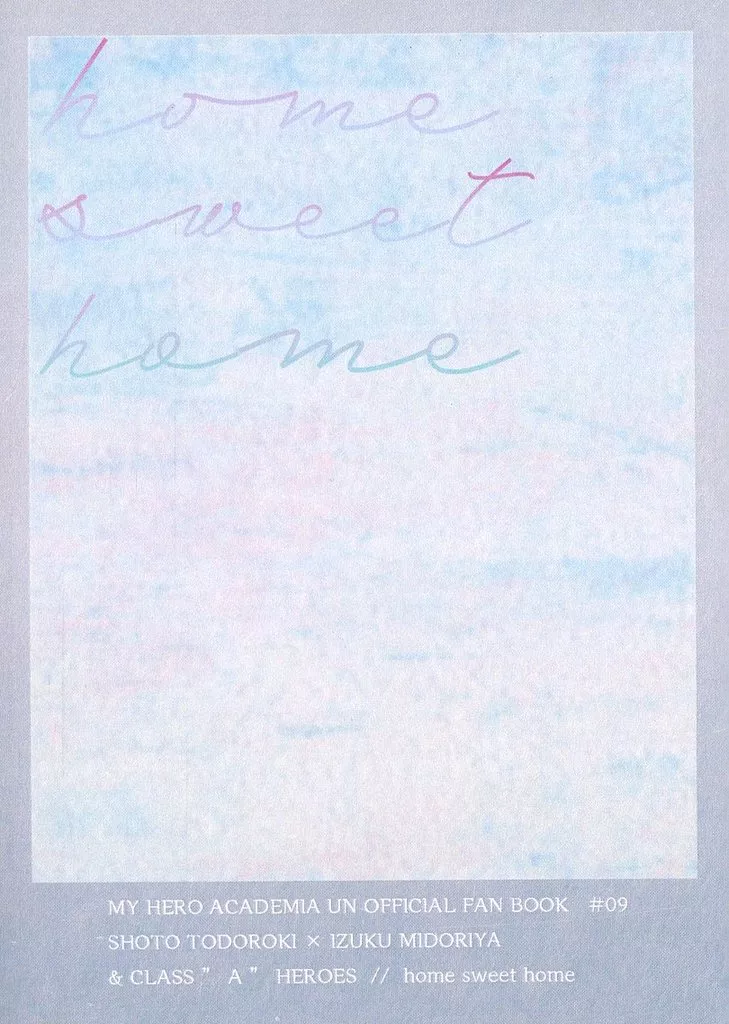 home
sweet
home
MY HERO ACADEMIA UN OFFICIAL FAN BOOK #09
SHOTO TODOROKI × IZUKU MIDORIYA
& CLASS " A " HEROES // home sweet home